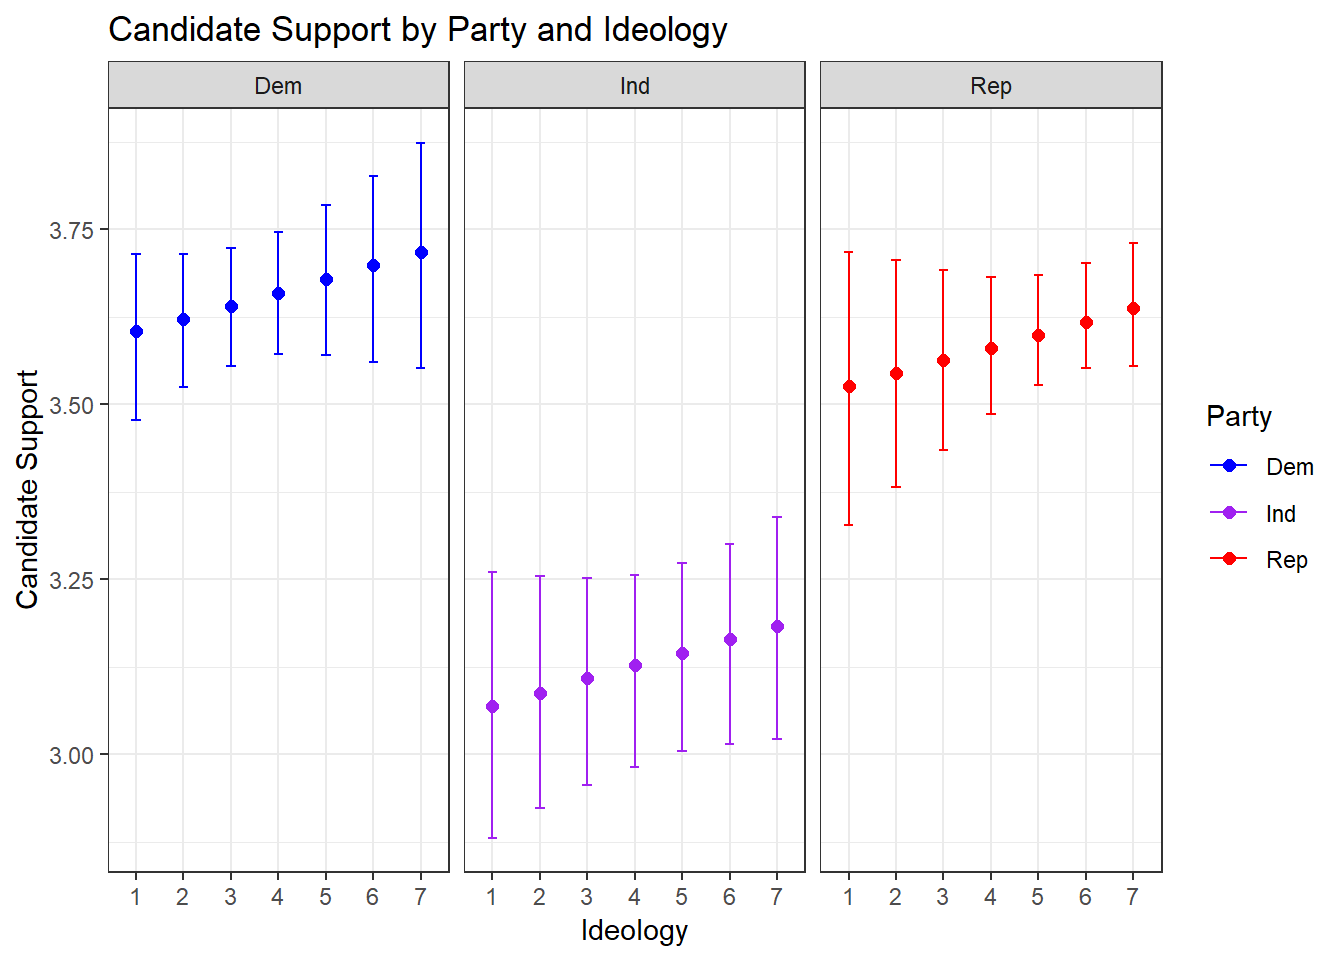 Candidate Support by Party and Ideology
Dem
Ind
Rep
Candidate Support
3.75
3.50
3.25
3.00
1 2 3 4 5 6 7
1 2 3 4 5 6 7
1 2 3 4 5 6 7
Ideology
Party
Dem
Ind
Rep